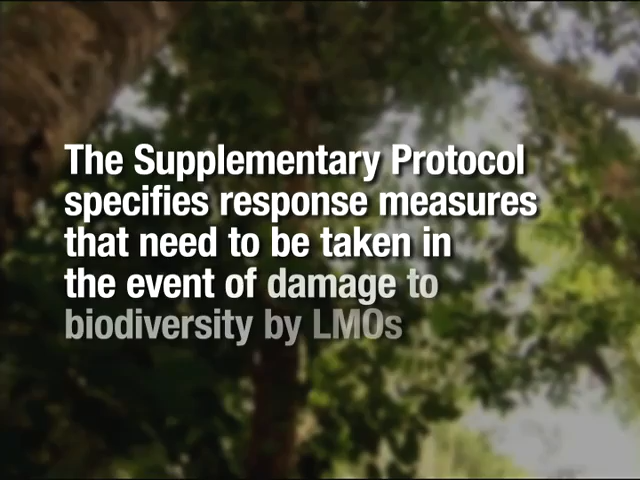 The Supplementary Protocol
specifies response measures
that need to be taken in
the event of damage to
biodiversity by LMOs